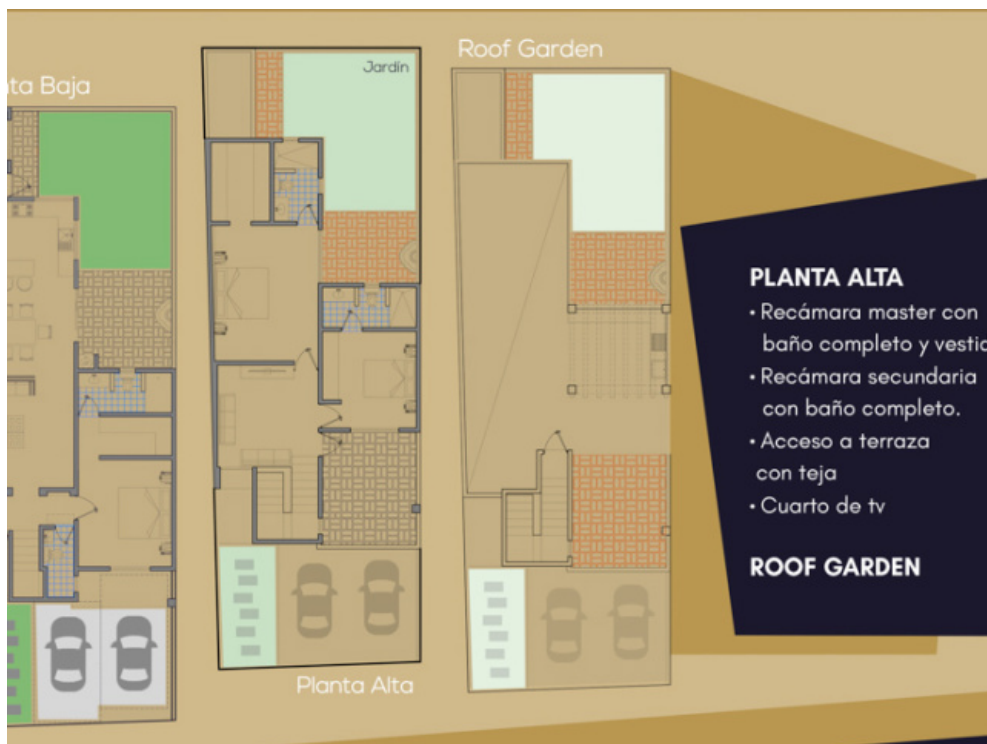 Roof Garden
Jardín
ta Baja
PLANTA ALTA
• Recámara master con
baño completo y vestid
• Recámara secundaria
con baño completo.
• Acceso a terraza
con teja
• Cuarto de tv
ROOF GARDEN
Planta Alta